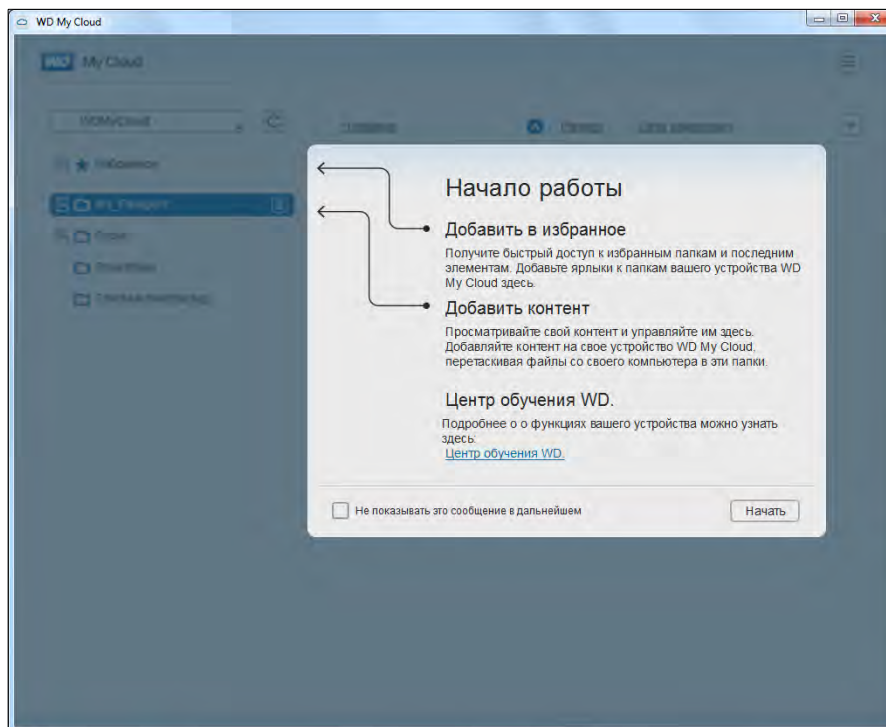 WD My Cloud
WD My Cloud
WDMyCloud
Начало работы
Добавить в избранное
Получите быстрый доступ к избранным папкам и последним
элементам. Добавьте ярлыки к папкам вашего устройства WD
My Cloud здесь.
Добавить контент
Просматривайте свой контент и управляйте им здесь.
Добавляйте контент на свое устройство WD My Cloud,
перетаскивая файлы со своего компьютера в эти папки.
Центр обучения WD.
Подробнее о о функциях вашего устройства можно узнать
здесь:
Центр обучения WD.
Не показывать это сообщение в дальнейшем
Начать